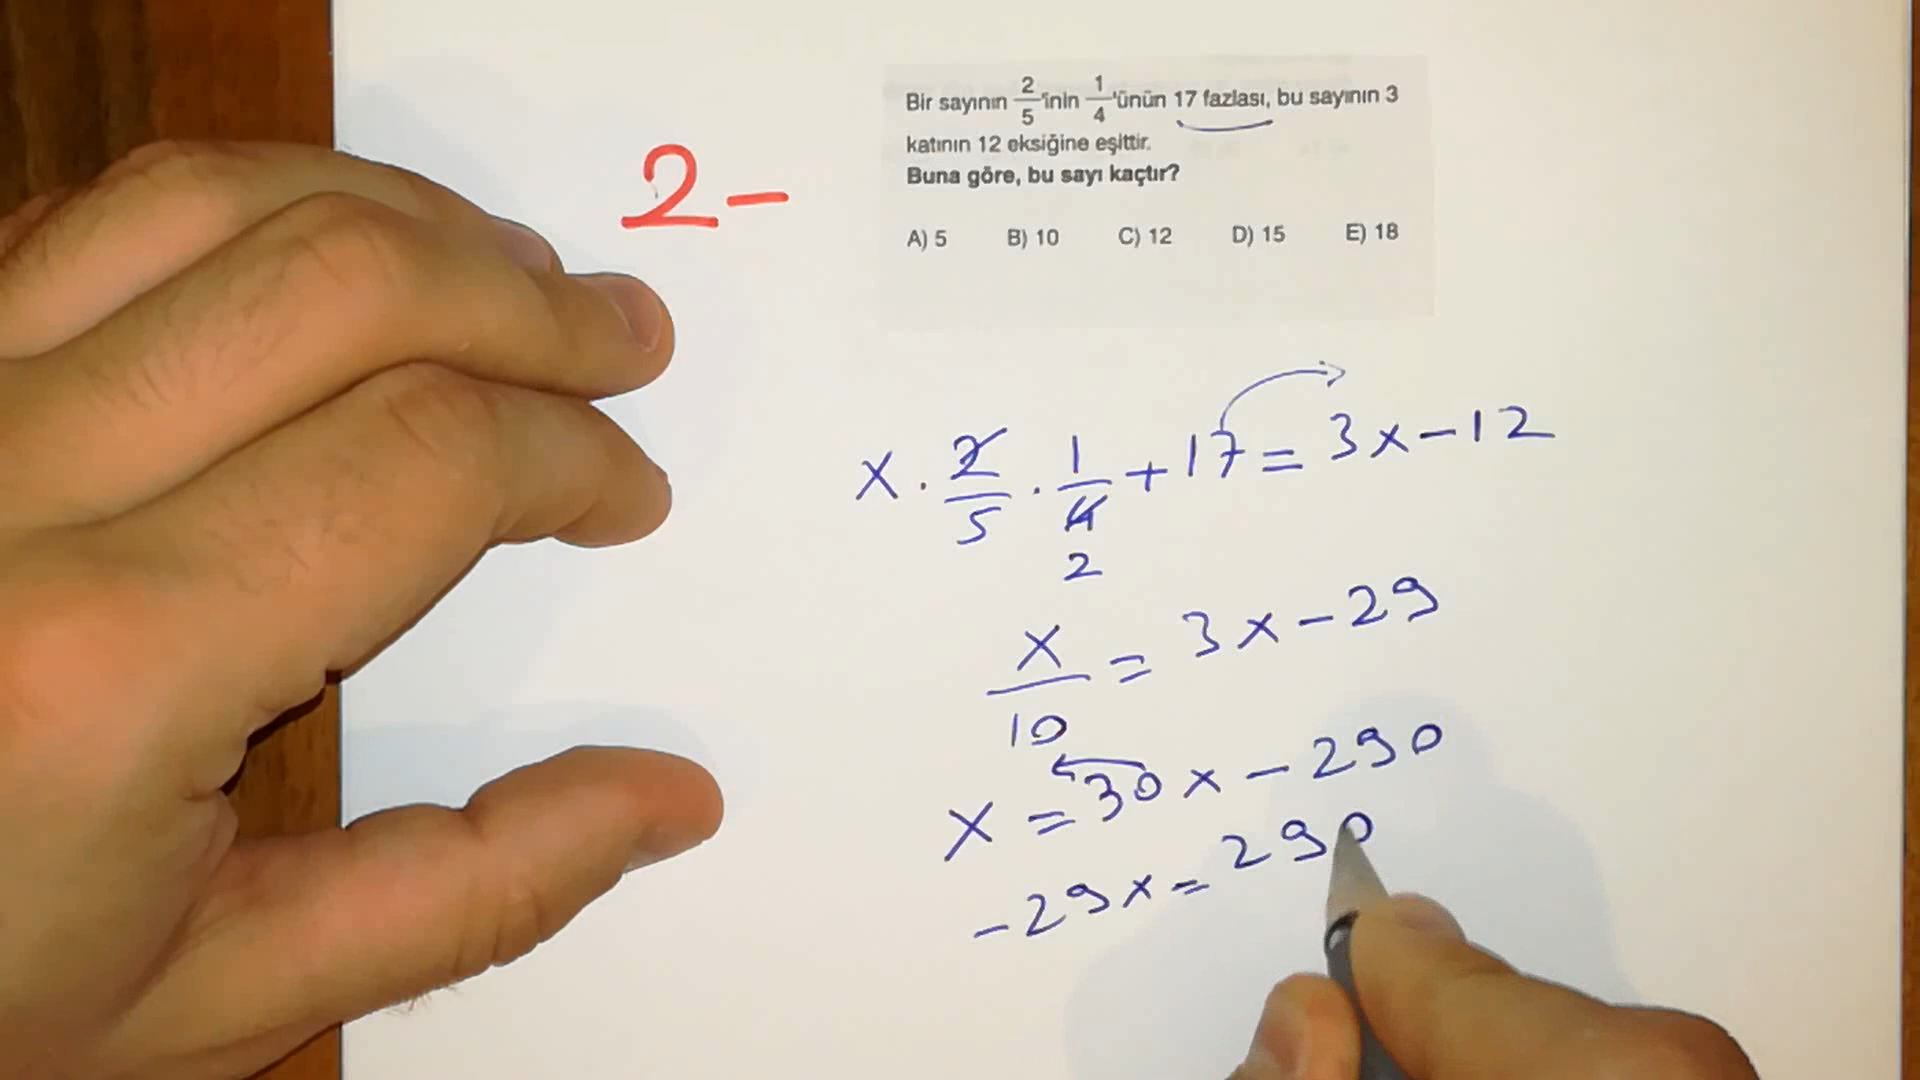 Bir sayının 2/5'inin 1/4'ünün 17 fazlası, bu sayının 3
katının 12 eksiğine eşittir.
Buna göre, bu sayı kaçtır?
A) 5 B) 10 C) 12 D) 15 E) 18
2-
x · 2/5 · 1/4 + 17 = 3x - 12
2
x/10 = 3x - 29
x = 30x - 290
-29x = 290